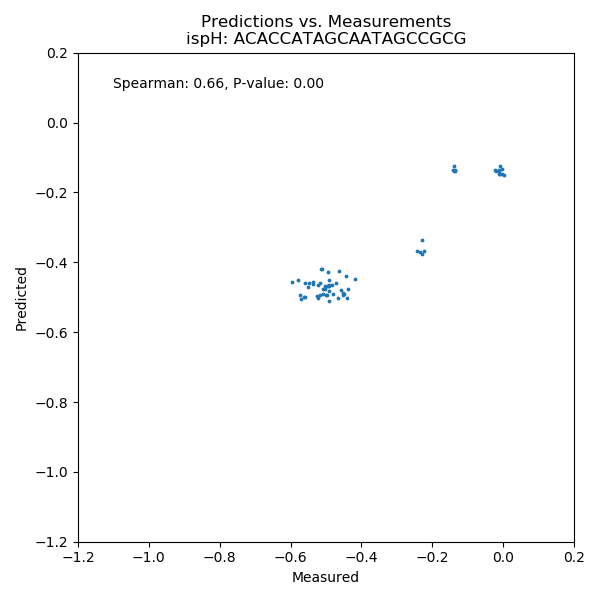 Predictions vs. Measurements
ispH: ACACCATAGCAATAGCCGCG
Spearman: 0.66, P-value: 0.00
0.2
0.0
−0.2
−0.4
−0.6
−0.8
−1.0
−1.2
Predicted
−1.2 −1.0 −0.8 −0.6 −0.4 −0.2 0.0 0.2
Measured